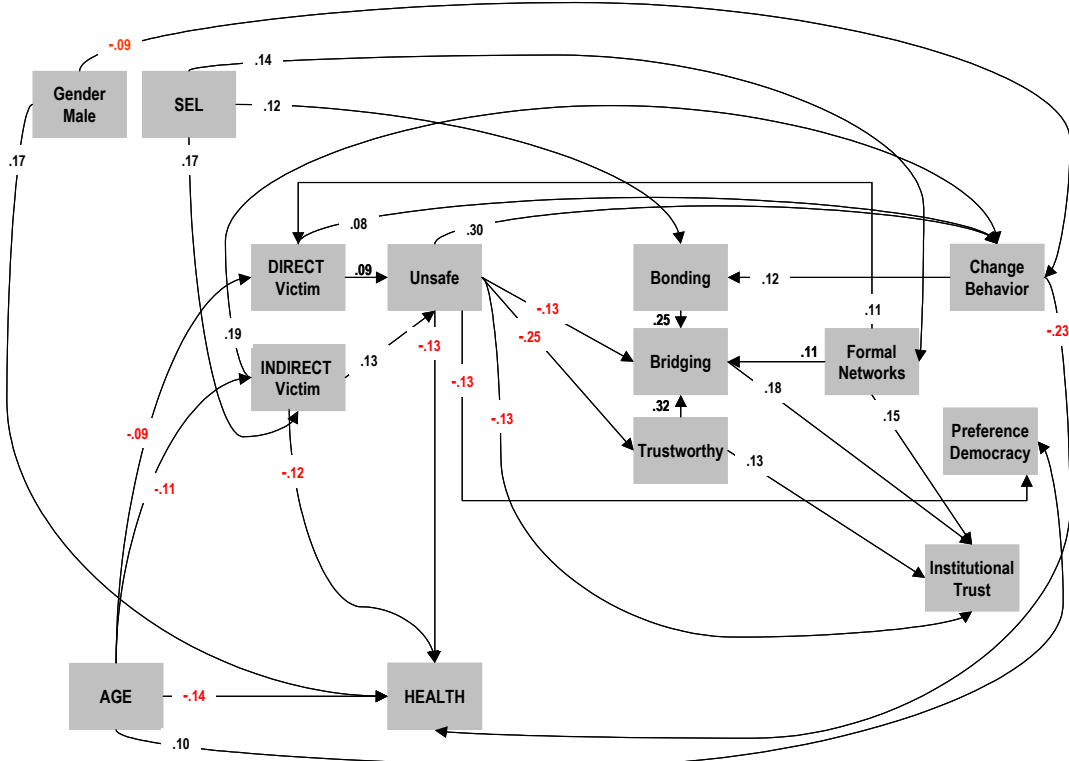 -.09
.14
Gender
Male
SEL
.12
.17
.17
.08
.30
DIRECT
Victim
.09
Unsafe
Bonding
.12
Change
Behavior
-.13
.11
-.23
.19
.25
-.25
INDIRECT
Victim
.13
-.13
Bridging
.11
Formal
Networks
-.13
.18
.32
-.13
.15
-.09
Trustworthy
.13
Preference
Democracy
-.12
-.11
Institutional
Trust
AGE
-.14
HEALTH
.10